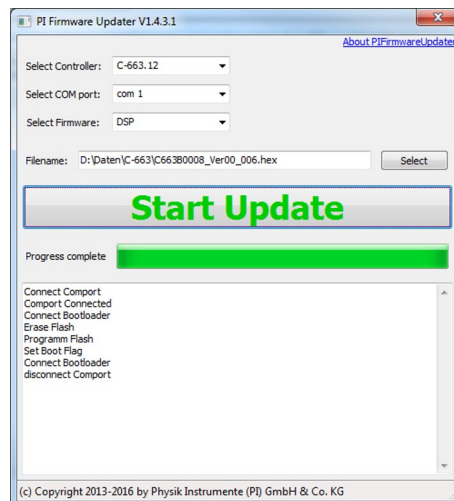 PI Firmware Updater V1.4.3.1
About PIFirmwareUpdater
Select Controller: C-663.12
Select COM port: com 1
Select Firmware: DSP
Filename: D:\Daten\C-663\C663B0008_Ver00_006.hex Select
Start Update
Progress complete
Connect Comport
Comport Connected
Connect Bootloader
Erase Flash
Programm Flash
Set Boot Flag
Connect Bootloader
disconnect Comport
(c) Copyright 2013-2016 by Physik Instrumente (PI) GmbH & Co. KG